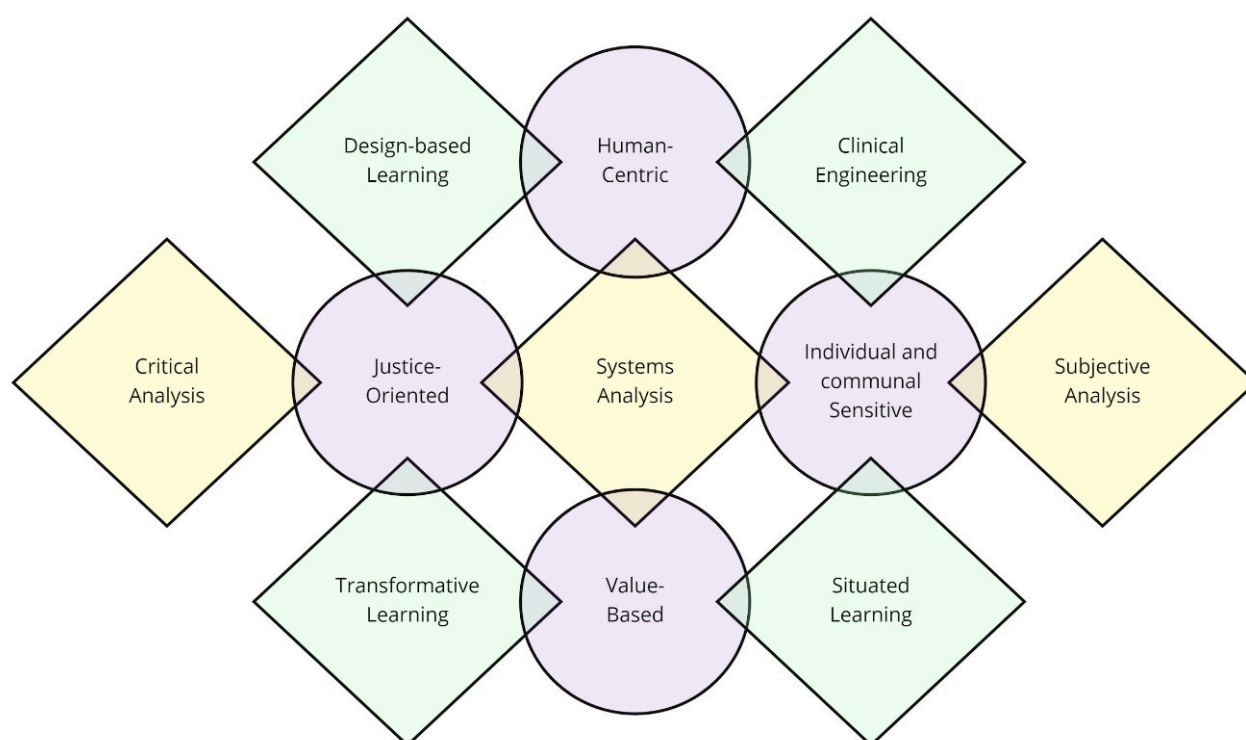 Design-based
Learning
Human-
Centric
Clinical
Engineering
Critical
Analysis
Justice-
Oriented
Systems
Analysis
Individual and
communal
Sensitive
Subjective
Analysis
Transformative
Learning
Value-
Based
Situated
Learning